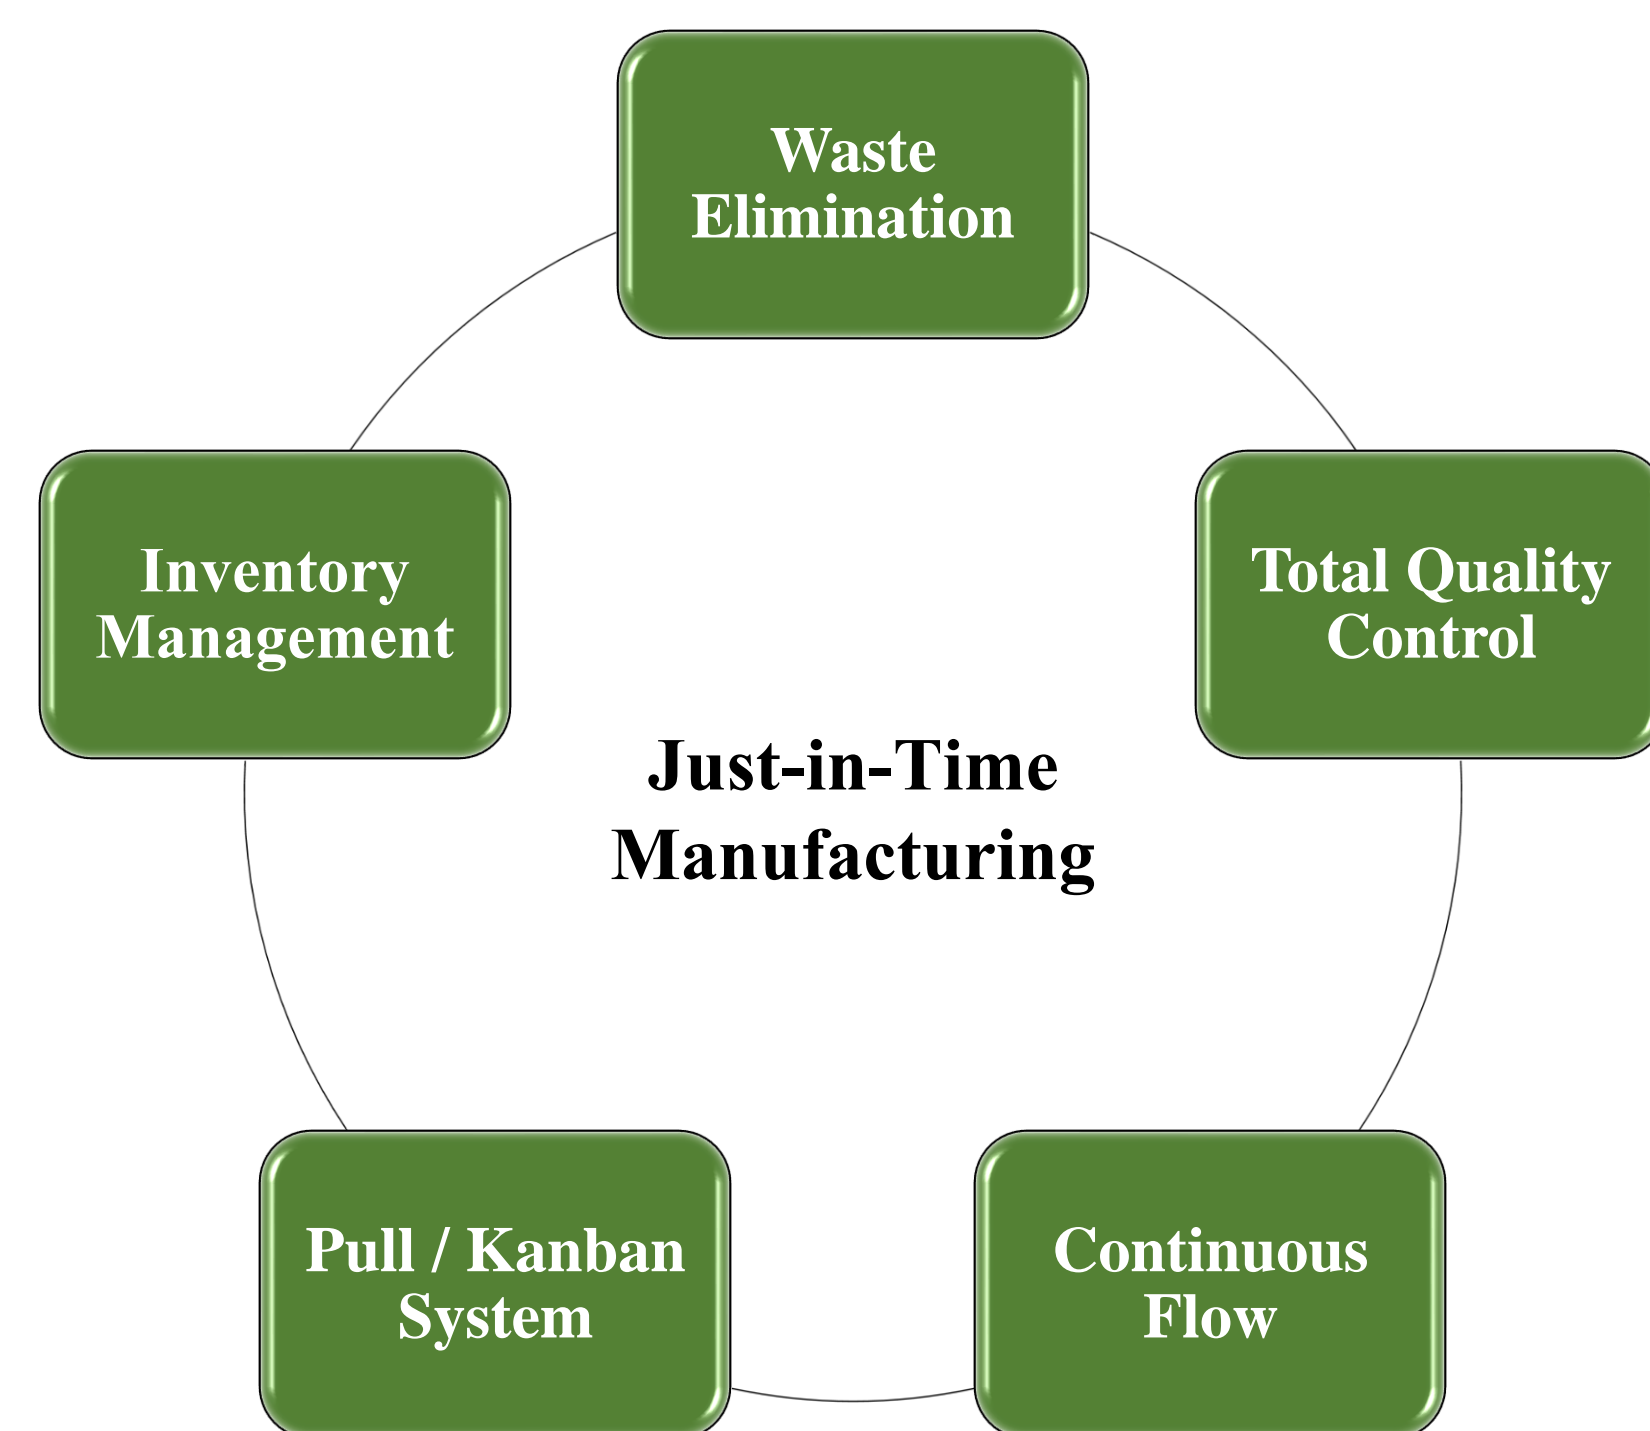 Waste
Elimination
Inventory
Management
Total Quality
Control
Just-in-Time
Manufacturing
Pull / Kanban
System
Continuous
Flow